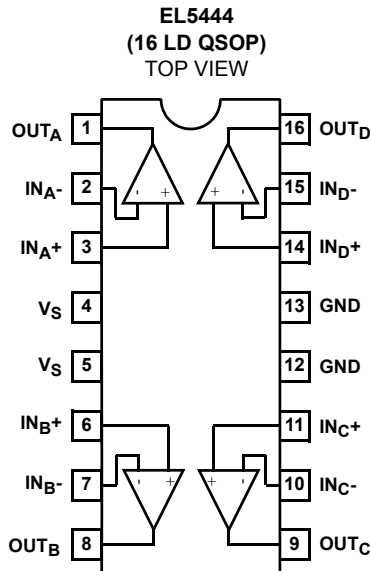 EL5444
(16 LD QSOP)
TOP VIEW
OUTA 1 16 OUTD
- + + -
INA- 2 15 IND-
INA+ 3 14 IND+
VS 4 13 GND
VS 5 12 GND
INB+ 6 11 INC+
- + + -
INB- 7 10 INC-
OUTB 8 9 OUTC